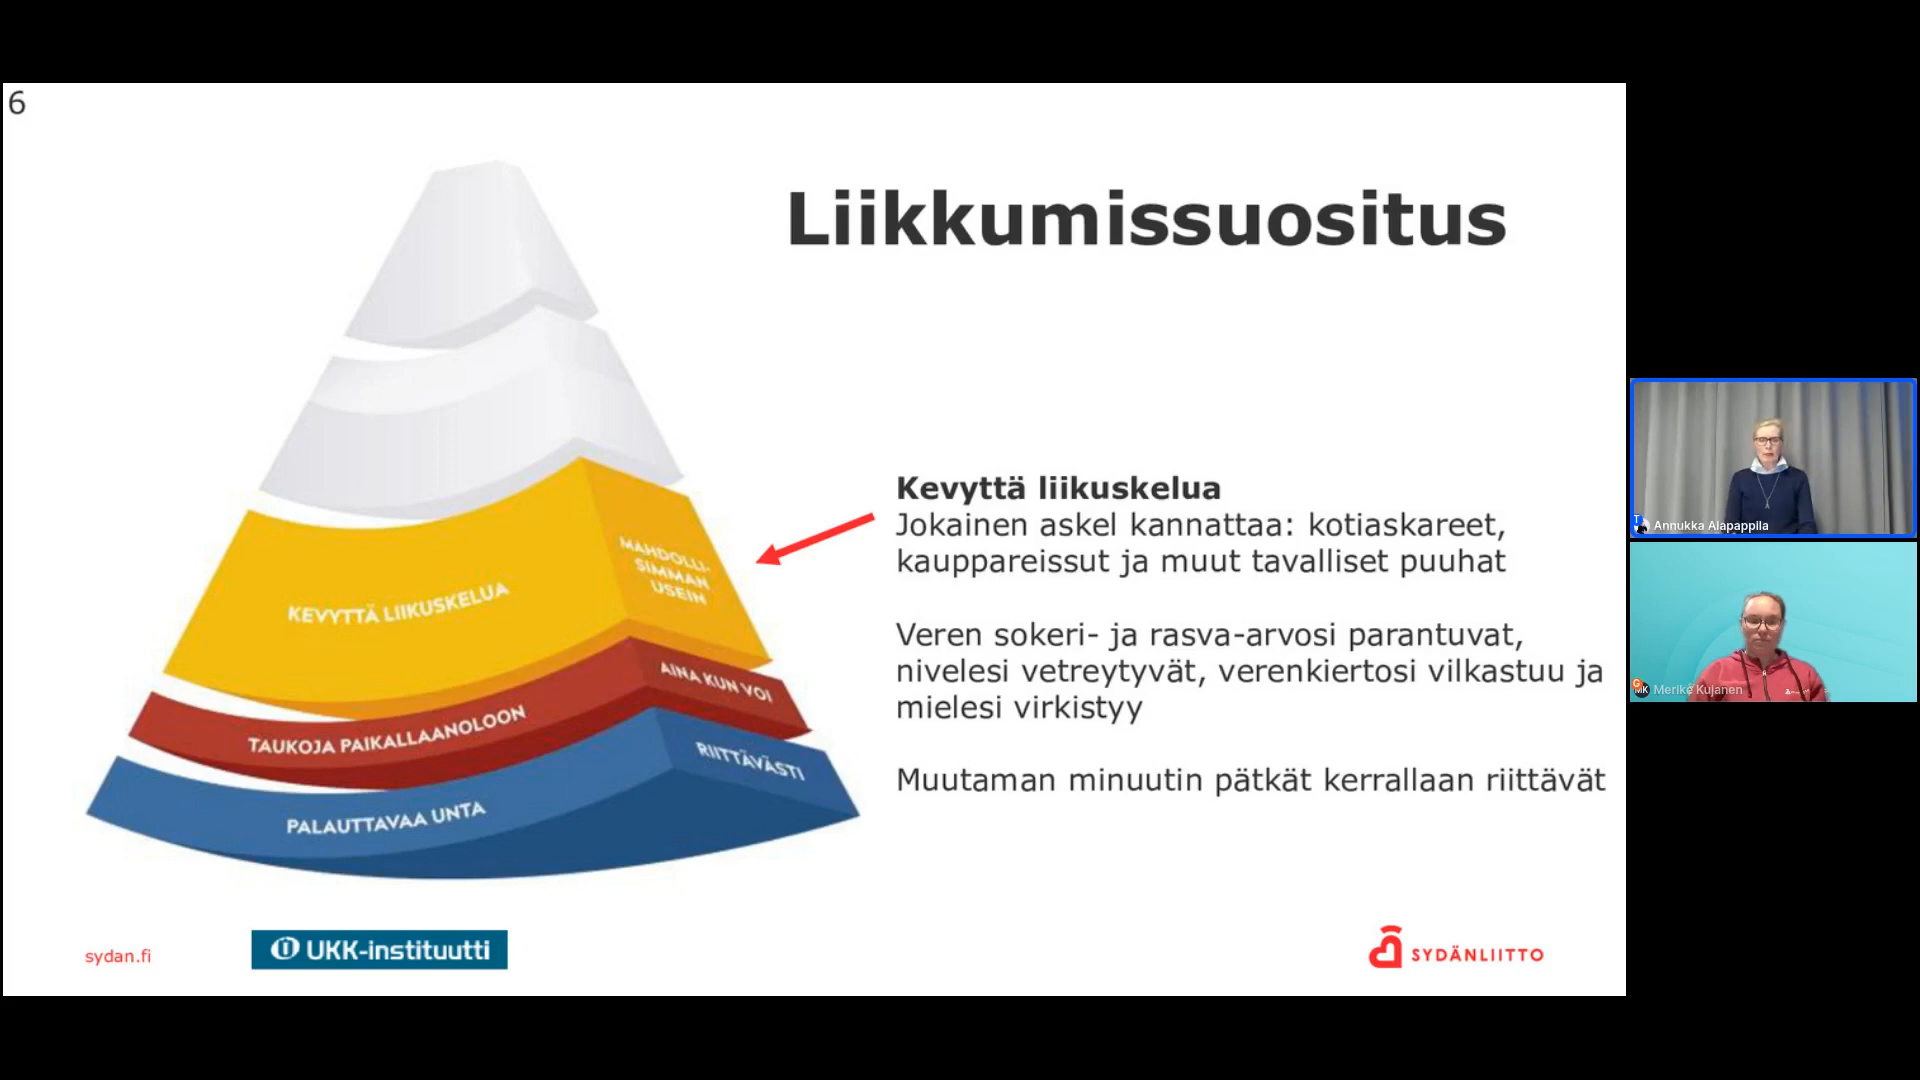 6
Liikkumissuositus
KEVYTTÄ LIIKUSKELUA
MAHDOLLI-
SIMMAN
USEIN
TAUKOJA PAIKALLAANOLOON
AINA KUN VOI
PALAUTTAVAA UNTA
RIITTÄVÄSTI
Kevyttä liikuskelua
Jokainen askel kannattaa: kotiaskareet,
kauppareissut ja muut tavalliset puuhat
Veren sokeri- ja rasva-arvosi parantuvat,
nivelesi vetreytyvät, verenkiertosi vilkastuu ja
mielesi virkistyy
Muutaman minuutin pätkät kerrallaan riittävät
sydan.fi
UKK-instituutti
SYDÄNLIITTO
Annukka Alapappila
MK Merike Kujanen